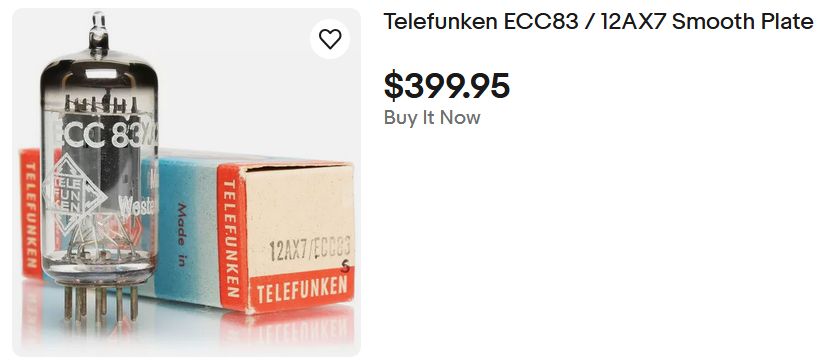 Telefunken ECC83 / 12AX7 Smooth Plate
$399.95
Buy It Now
ECC 83
TELE
FUN
KEN
West
TELEFUNKEN
Made in
TELEFUNKEN
12AX7/ECC83
S
TELEFUNKEN